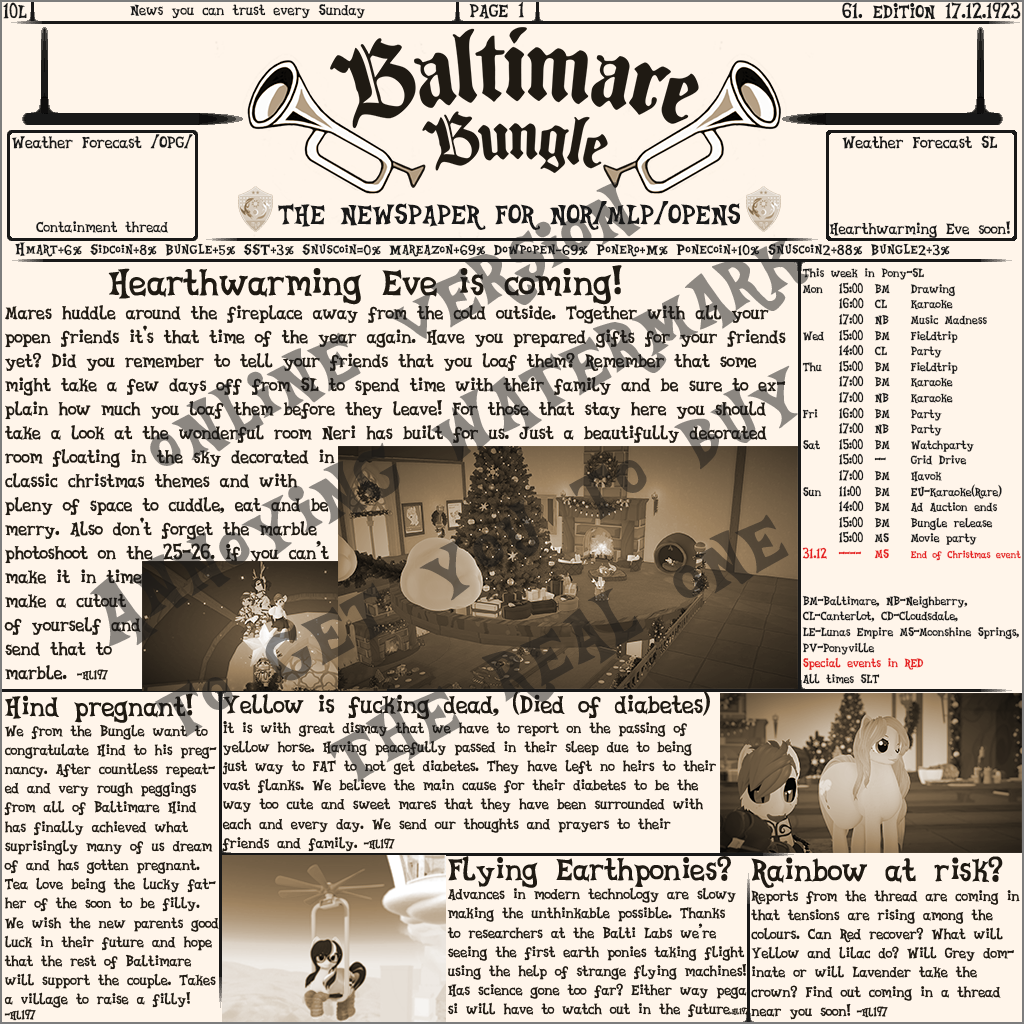 10L News you can trust every Sunday PAGE 1 61. EDITION 17.12.1923
Baltimare
Bungle
THE NEWSPAPER FOR NOR/MLP/OPENS
Weather Forecast /OPG/
Containment thread
Weather Forecast SL
Hearthwarming Eve soon!
HMART+6% SIDCOIN+8% BUNGLE+5% SST+3% SNUSCOIN=0% MAREAZON+69% DOWPOPEN-69% PONERO+M% PONECOIN+10% SNUSCOIN2+88% BUNGLE2+3%
Hearthwarming Eve is coming!
Mares huddle around the fireplace away from the cold outside. Together with all your
popen friends it's that time of the year again. Have you prepared gifts for your friends
yet? Did you remember to tell your friends that you loaf them? Remember that some
might take a few days off from SL to spend time with their family and be sure to ex-
plain how much you loaf them before they leave! For those that stay here you should
take a look at the wonderful room Neri has built for us. Just a beautifully decorated
room floating in the sky decorated in
classic christmas themes and with
pleny of space to cuddle, eat and be
merry. Also don't forget the marble
photoshoot on the 25-26. if you can't
make it in time
make a cutout
of yourself and
send that to
marble. -AL197
This week in Pony-SL
Mon 15:00 BM Drawing
16:00 CL Karaoke
17:00 NB Music Madness
Wed 15:00 BM Fieldtrip
14:00 CL Party
Thu 15:00 BM Fieldtrip
17:00 BM Karaoke
17:00 NB Karaoke
Fri 16:00 BM Party
17:00 NB Party
Sat 15:00 BM Watchparty
15:00 --- Grid Drive
17:00 BM Havok
Sun 11:00 BM EU-Karaoke(Rare)
14:00 BM Ad Auction ends
15:00 BM Bungle release
15:00 MS Movie party
31.12 ----- MS End of Christmas event
BM-Baltimare, NB-Neighberry,
CL-Canterlot, CD-Cloudsdale,
LE-Lunas Empire MS-Moonshine Springs,
PV-Ponyville
Special events in RED
All times SLT
ONLINE VERSION
ANNOYING WATERMARK
TO GET YOU TO BUY
THE REAL ONE
Hind pregnant!
We from the Bungle want to
congratulate Hind to his preg-
nancy. After countless repeat-
ed and very rough peggings
from all of Baltimare Hind
has finally achieved what
suprisingly many of us dream
of and has gotten pregnant.
Tea Love being the lucky fat-
her of the soon to be filly.
We wish the new parents good
luck in their future and hope
that the rest of Baltimare
will support the couple. Takes
a village to raise a filly!
-AL197
Yellow is fucking dead, (Died of diabetes)
it is with great dismay that we have to report on the passing of
yellow horse. Having peacefully passed in their sleep due to being
just way to FAT to not get diabetes. They have left no heirs to their
vast flanks. We believe the main cause for their diabetes to be the
way too cute and sweet mares that they have been surrounded with
each and every day. We send our thoughts and prayers to their
friends and family. -AL197
Flying Earthponies?
Advances in modern technology are slowy
making the unthinkable possible. Thanks
to researchers at the Balti Labs we're
seeing the first earth ponies taking flight
using the help of strange flying machines!
Has science gone too far? Either way pega
si will have to watch out in the future.-AL197
Rainbow at risk?
Reports from the thread are coming in
that tensions are rising among the
colours. Can Red recover? What will
Yellow and lilac do? Will Grey dom-
inate or will Lavender take the
crown? Find out coming in a thread
near you soon! -AL197